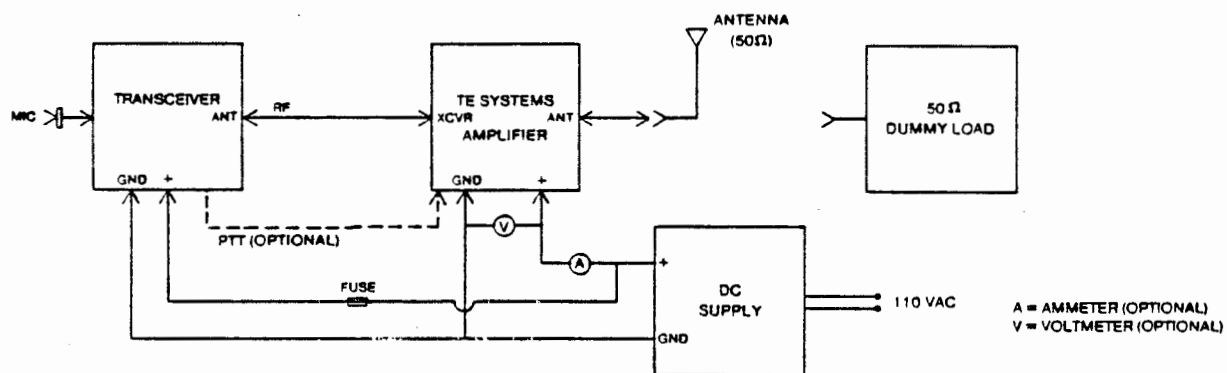 ANTENNA
(50Ω)
TRANSCEIVER
MIC
ANT
RF
TE SYSTEMS
XCVR
ANT
AMPLIFIER
50 Ω
DUMMY LOAD
GND
+
GND
+
PTT (OPTIONAL)
V
A
+
FUSE
DC
SUPPLY
110 VAC
A = AMMETER (OPTIONAL)
V = VOLTMETER (OPTIONAL)
GND